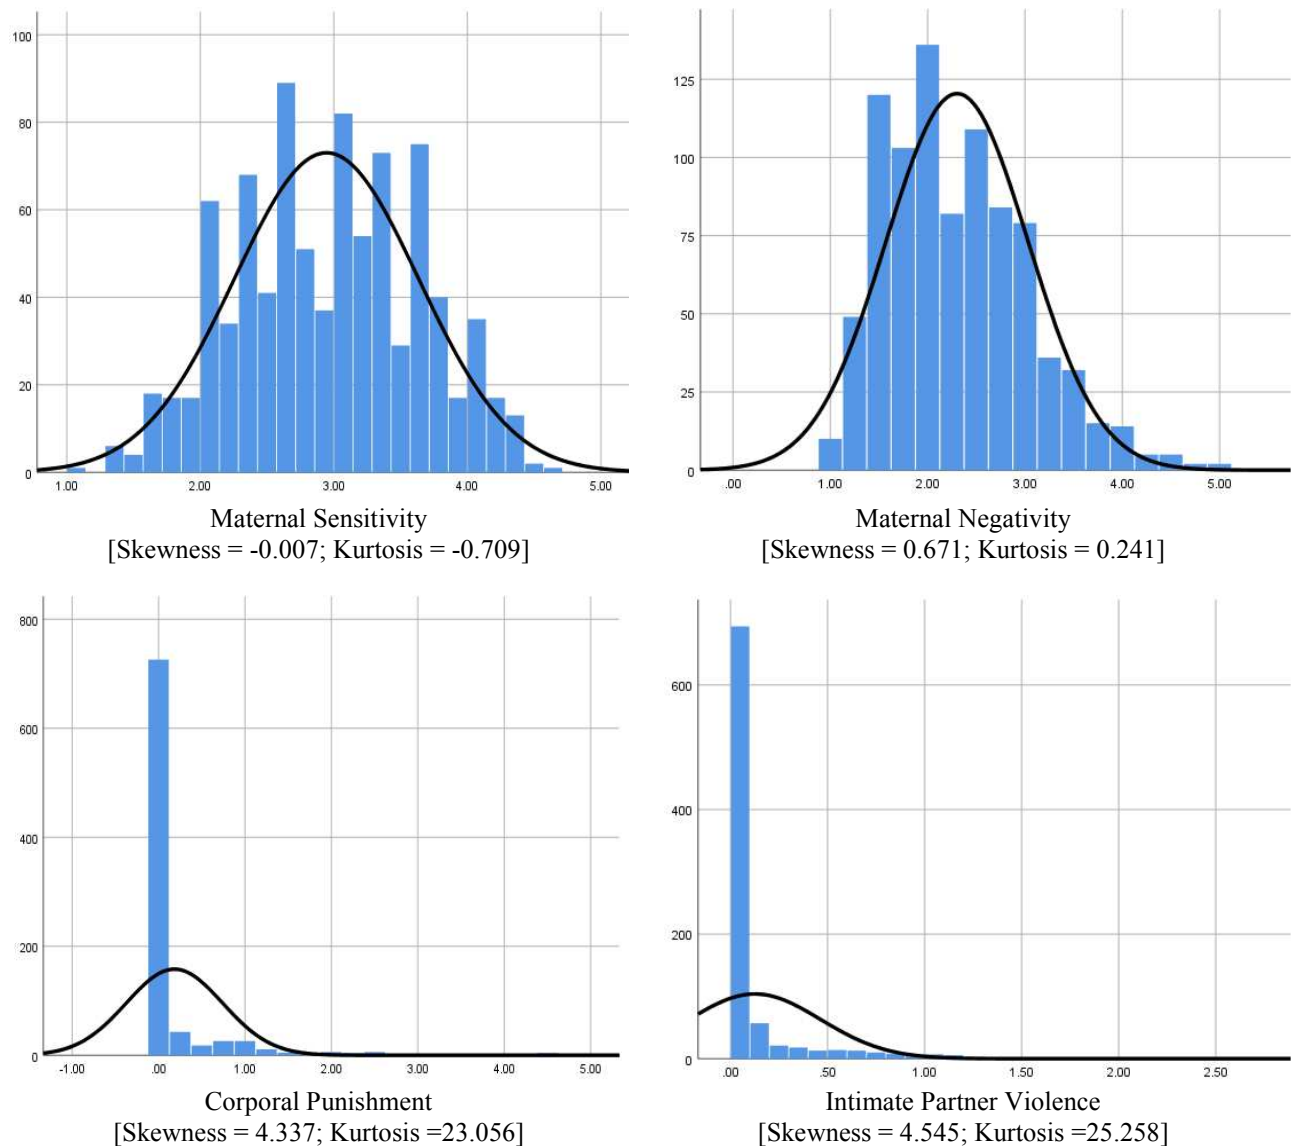 100
80
60
40
20
0
1.00 2.00 3.00 4.00 5.00
Maternal Sensitivity
[Skewness = -0.007; Kurtosis = -0.709]
125
100
75
50
25
0
.00 1.00 2.00 3.00 4.00 5.00
Maternal Negativity
[Skewness = 0.671; Kurtosis = 0.241]
800
600
400
200
0
-1.00 .00 1.00 2.00 3.00 4.00 5.00
Corporal Punishment
[Skewness = 4.337; Kurtosis =23.056]
600
400
200
0
.00 .50 1.00 1.50 2.00 2.50
Intimate Partner Violence
[Skewness = 4.545; Kurtosis =25.258]